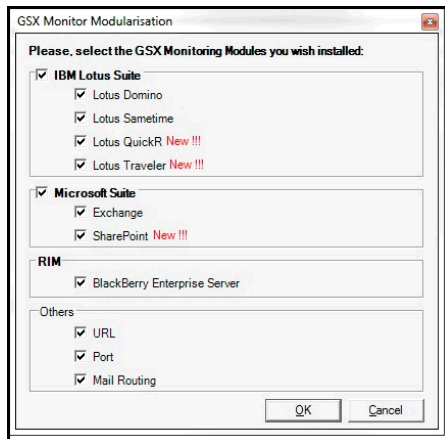 GSX Monitor Modularisation
Please, select the GSX Monitoring Modules you wish installed:
IBM Lotus Suite
Lotus Domino
Lotus Sametime
Lotus QuickR New !!!
Lotus Traveler New !!!
Microsoft Suite
Exchange
SharePoint New !!!
RIM
BlackBerry Enterprise Server
Others
URL
Port
Mail Routing
OK Cancel